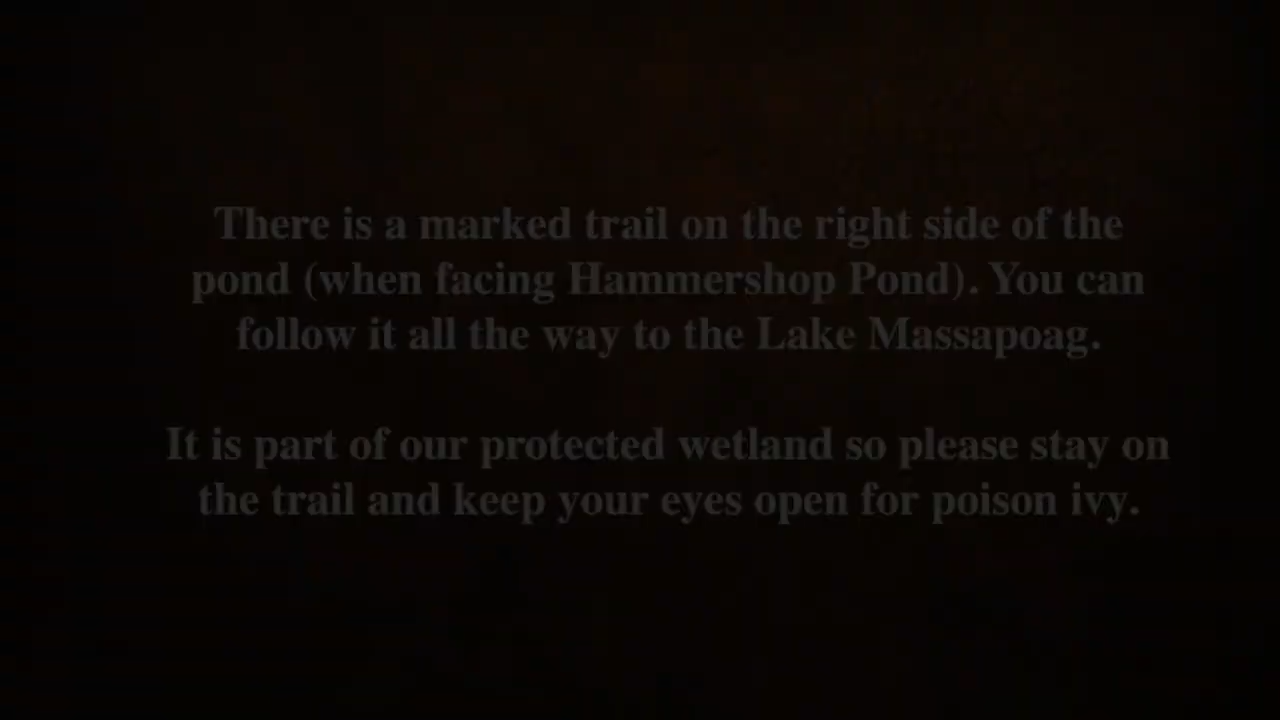 There is a marked trail on the right side of the
pond (when facing Hammershop Pond). You can
follow it all the way to the Lake Massapoag.
It is part of our protected wetland so please stay on
the trail and keep your eyes open for poison ivy.